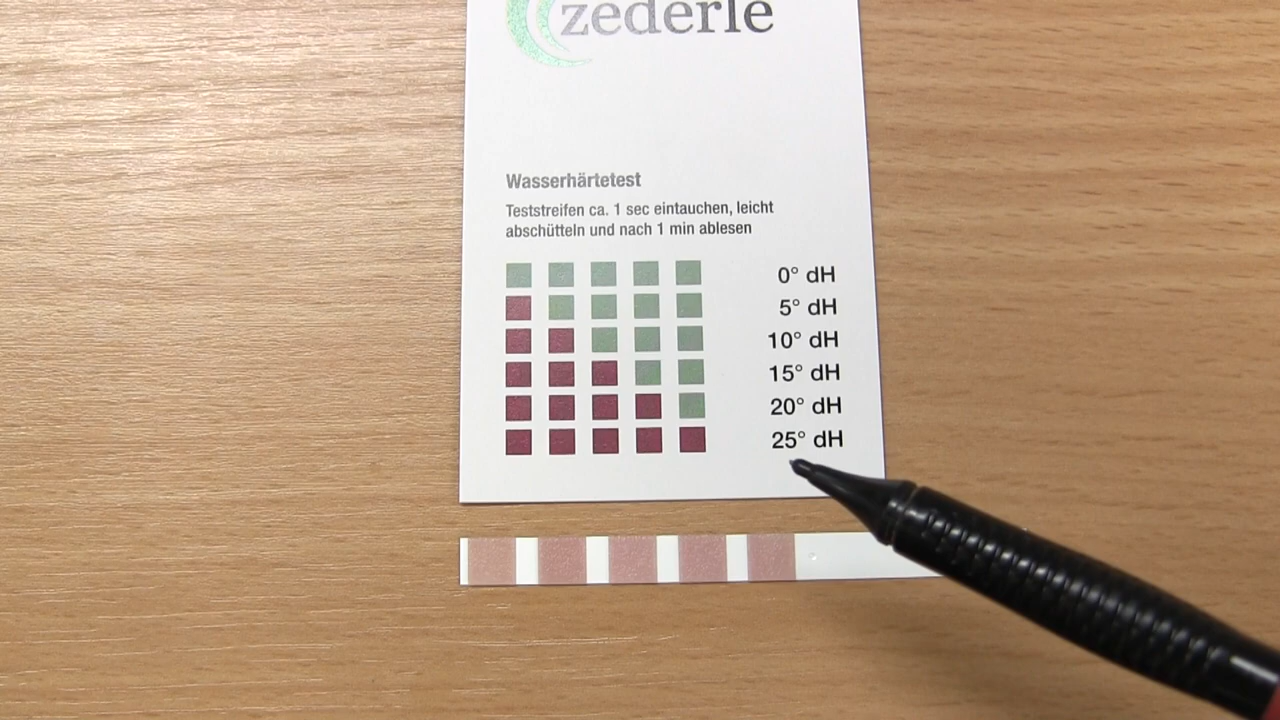 zederle
Wasserhärtetest
Teststreifen ca. 1 sec eintauchen, leicht
abschütteln und nach 1 min ablesen
0° dH
5° dH
10° dH
15° dH
20° dH
25° dH